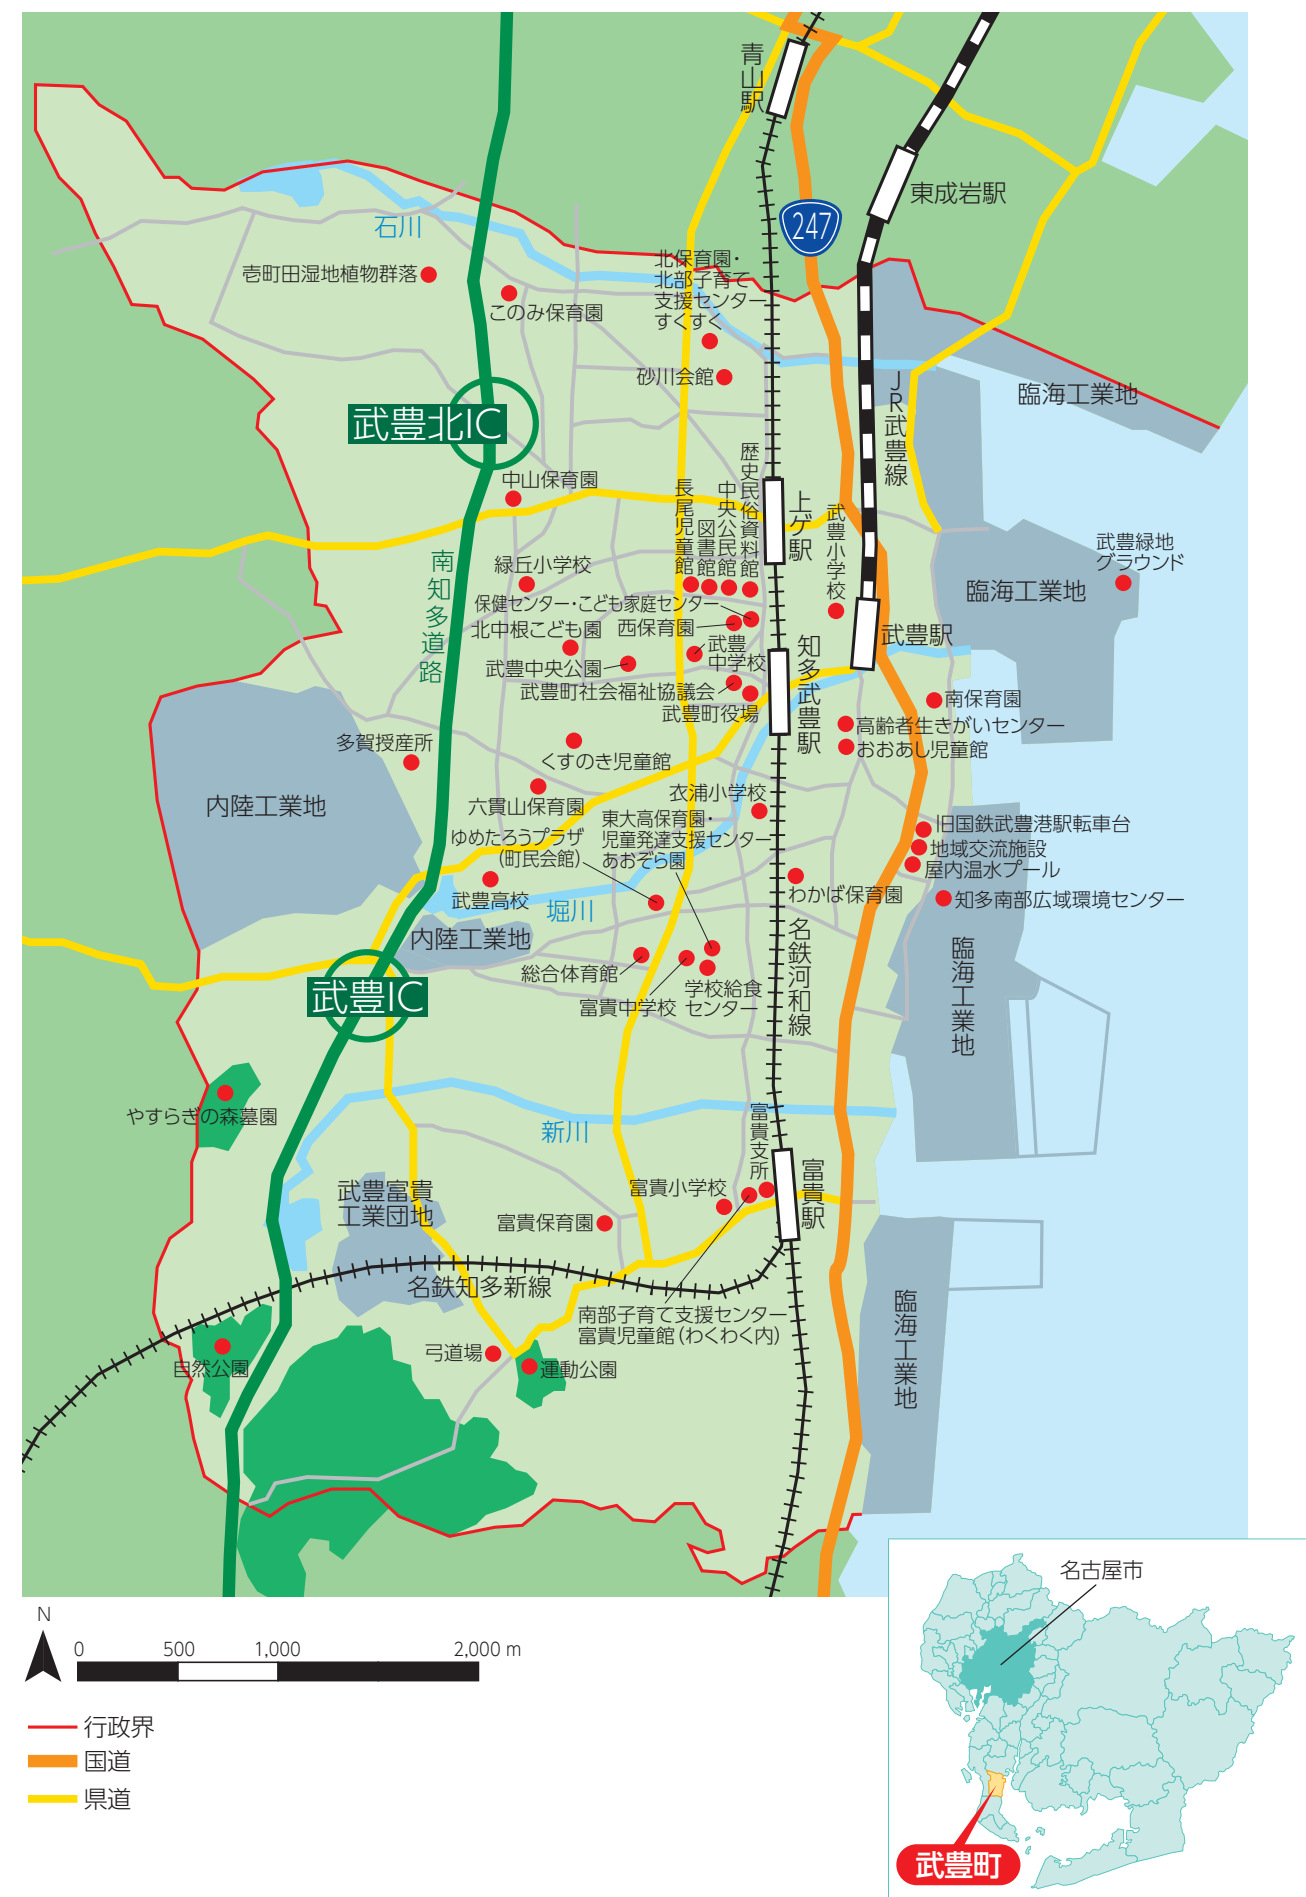 青山駅
東成岩駅
247
石川
壱町田湿地植物群落
このみ保育園
北保育園・
北部子育て
支援センター
すくすく
砂川会館
臨海工業地
JR武豊線
武豊北IC
中山保育園
長尾児童館
図書館
中央公民館
歴史民俗資料館
上ゲ駅
武豊小学校
武豊緑地
グラウンド
臨海工業地
南知多道路
緑丘小学校
保健センター・こども家庭センター
北中根こども園
西保育園
武豊駅
武豊
中学校
武豊中央公園
知多武豊駅
武豊町社会福祉協議会
武豊町役場
南保育園
高齢者生きがいセンター
おおあし児童館
多賀授産所
くすのき児童館
内陸工業地
六貫山保育園
衣浦小学校
東大高保育園・
児童発達支援センター
あおぞら園
ゆめたろうプラザ
(町民会館)
旧国鉄武豊港駅転車台
地域交流施設
屋内温水プール
武豊高校
堀川
わかば保育園
知多南部広域環境センター
内陸工業地
名鉄河和線
臨海工業地
総合体育館
富貴中学校
学校給食
センター
武豊IC
やすらぎの森墓園
新川
富貴支所
武豊富貴
工業団地
富貴小学校
富貴駅
富貴保育園
名鉄知多新線
南部子育て支援センター
富貴児童館(わくわく内)
臨海工業地
弓道場
運動公園
自然公園
N
0 500 1,000 2,000 m
行政界
国道
県道
名古屋市
武豊町